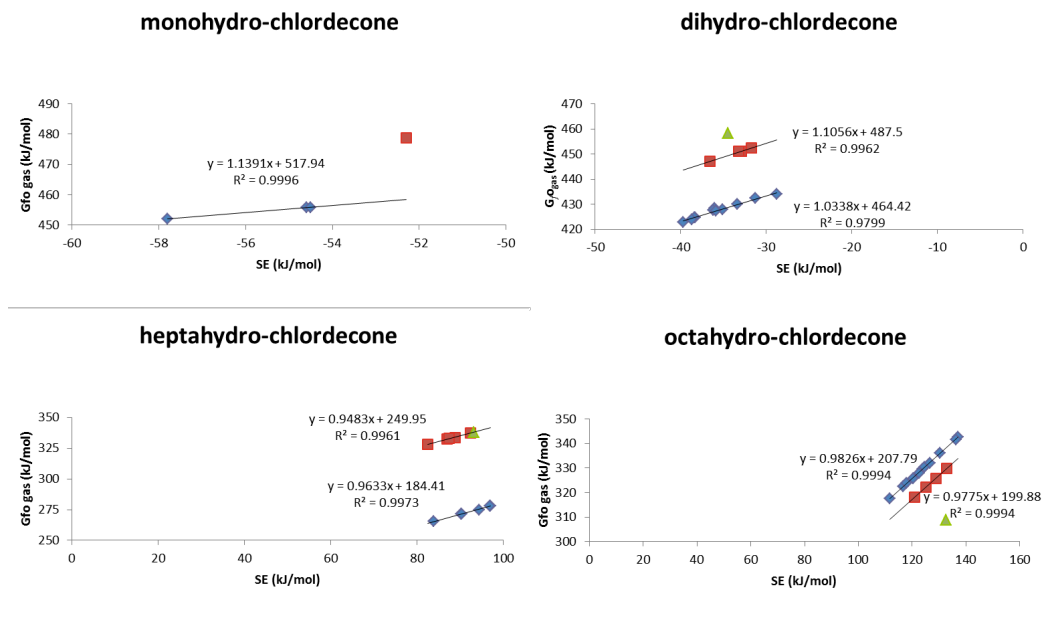 monohydro-chlordecone
Gfo gas (kJ/mol)
490
480
470
460
450
y = 1.1391x + 517.94
R² = 0.9996
-60
-58
-56
-54
-52
-50
SE (kJ/mol)
dihydro-chlordecone
GfOgas (kJ/mol)
470
460
450
440
430
420
y = 1.1056x + 487.5
R² = 0.9962
y = 1.0338x + 464.42
R² = 0.9799
-50
-40
-30
-20
-10
0
SE (kJ/mol)
heptahydro-chlordecone
Gfo gas (kJ/mol)
350
325
300
275
250
y = 0.9483x + 249.95
R² = 0.9961
y = 0.9633x + 184.41
R² = 0.9973
0
20
40
60
80
100
SE (kJ/mol)
octahydro-chlordecone
Gfo gas (kJ/mol)
350
340
330
320
310
300
y = 0.9826x + 207.79
R² = 0.9994
y = 0.9775x + 199.88
R² = 0.9994
0
20
40
60
80
100
120
140
160
SE (kJ/mol)